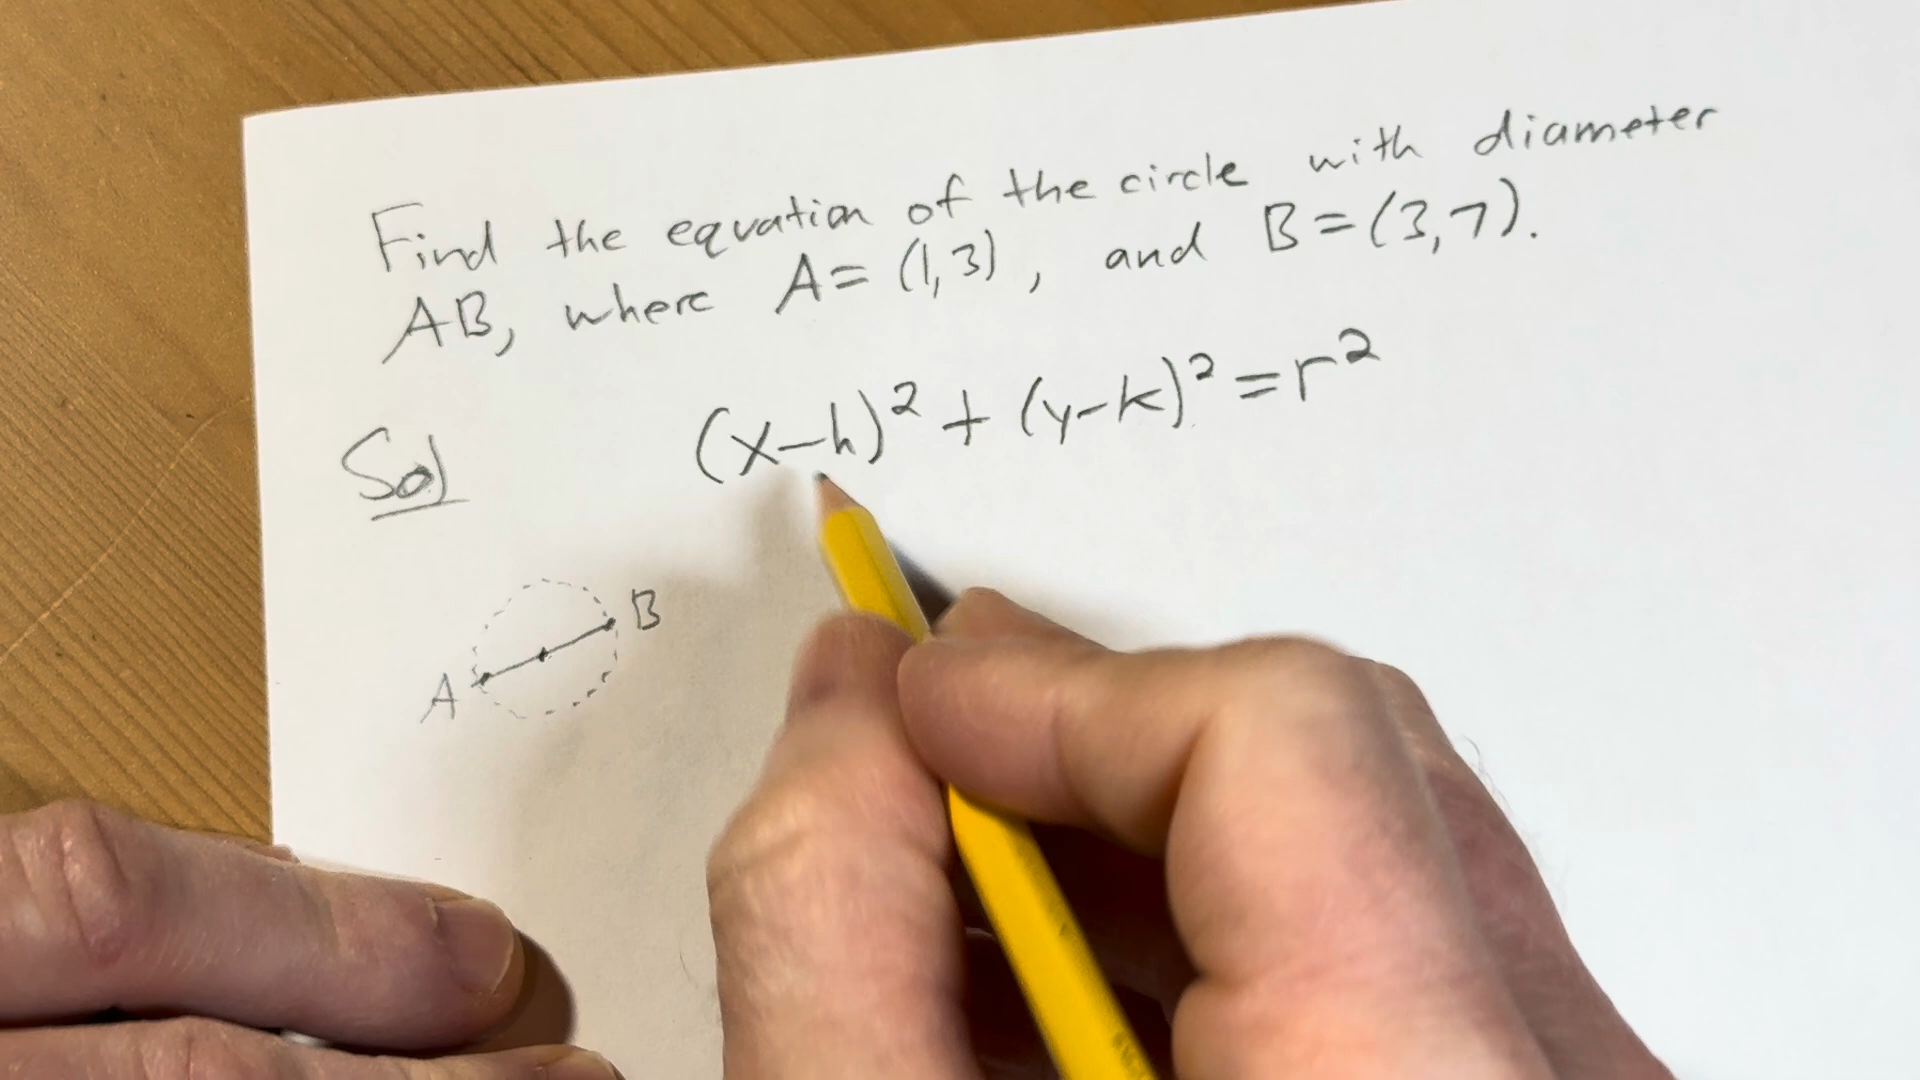 Find the equation of the circle with diameter
AB, where A = (1,3), and B = (3,7).
Sol
(x-h)² + (y-k)² = r²
B
A